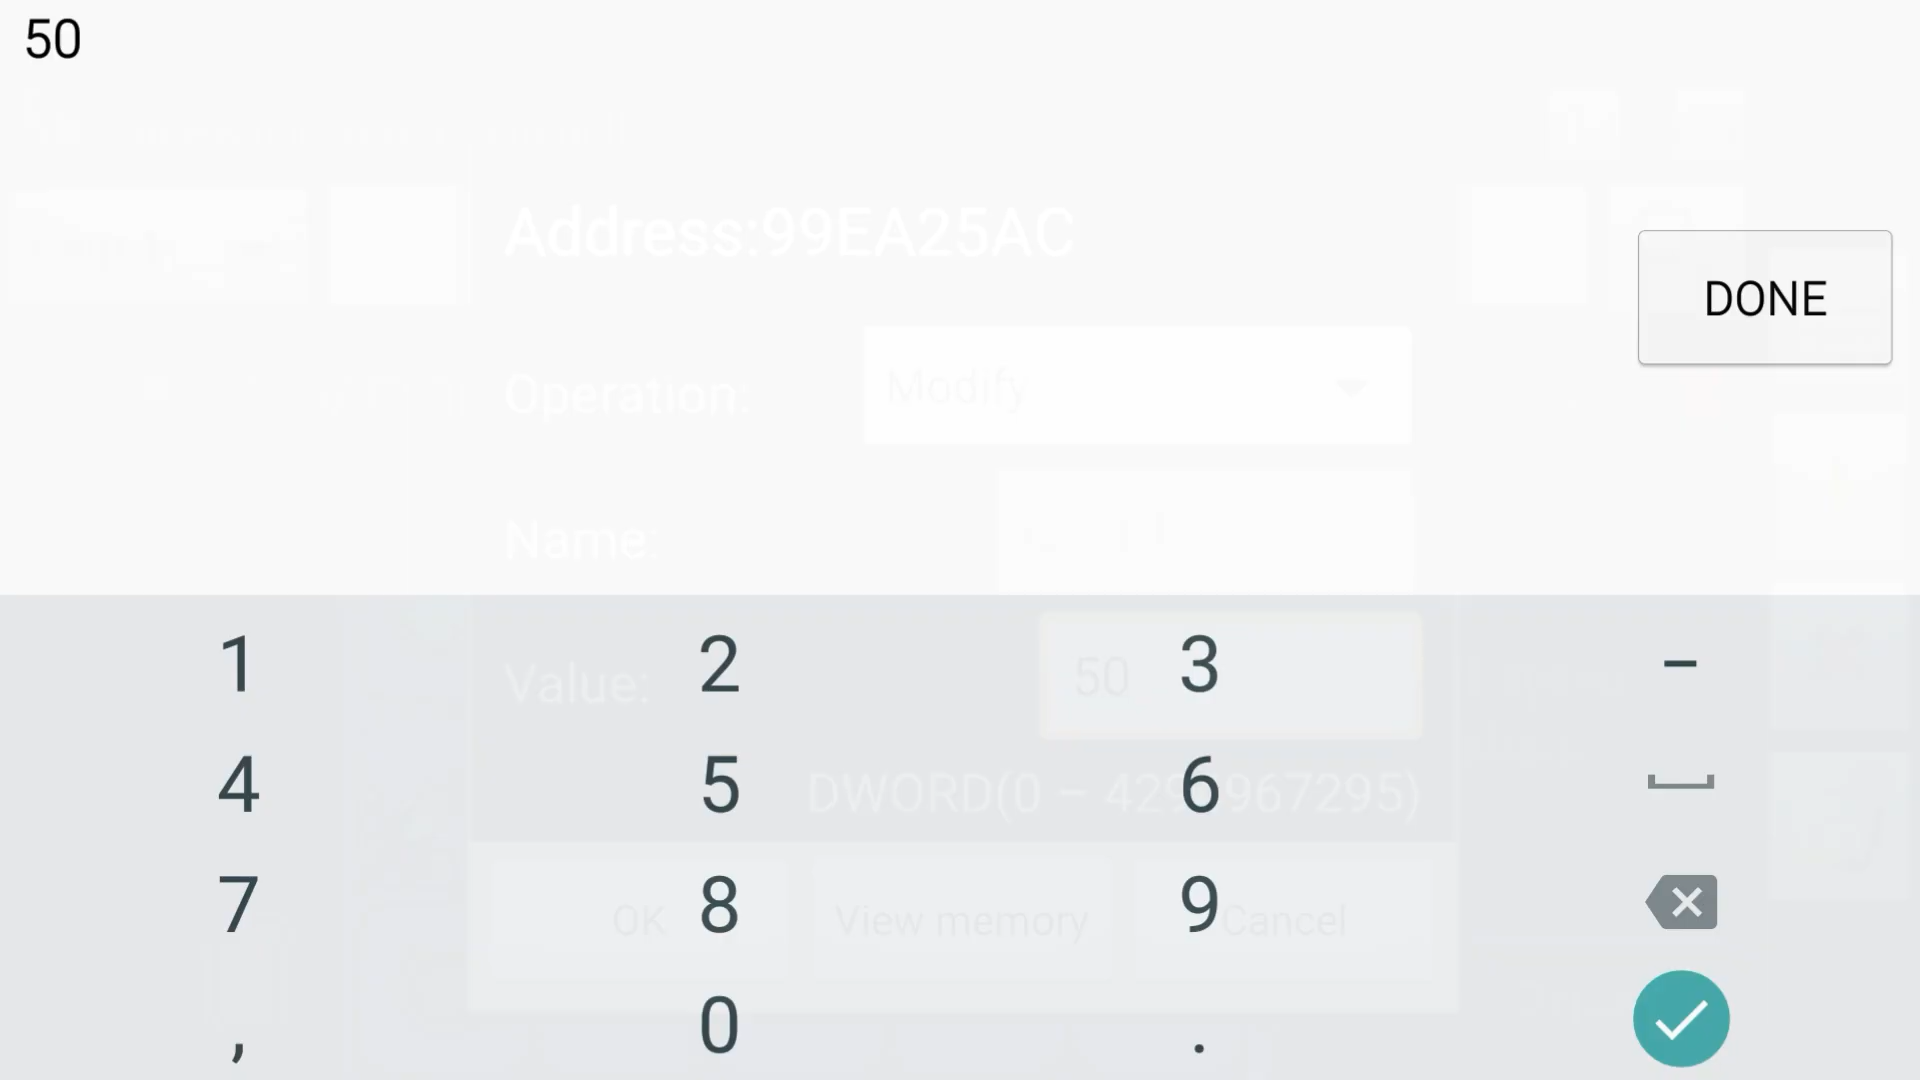 50
Address:99EA25AC
DONE
Operation: Modify
Name:
1 2 3 –
Value: 50
4 5 6
DWORD(0 – 4294967295)
7 8 9
OK View memory Cancel
, 0 .